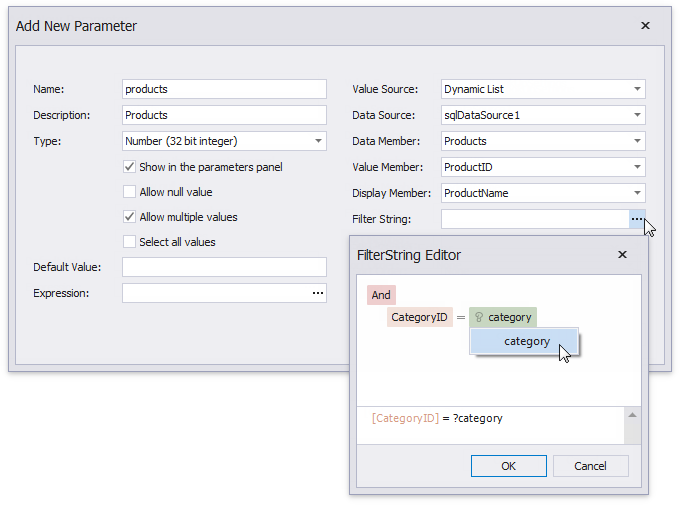 Add New Parameter
Name: products
Description: Products
Type: Number (32 bit integer)
Show in the parameters panel
Allow null value
Allow multiple values
Select all values
Default Value:
Expression: ...
Value Source: Dynamic List
Data Source: sqlDataSource1
Data Member: Products
Value Member: ProductID
Display Member: ProductName
Filter String: ...
FilterString Editor
And
CategoryID = category
category
[CategoryID] = ?category
OK Cancel